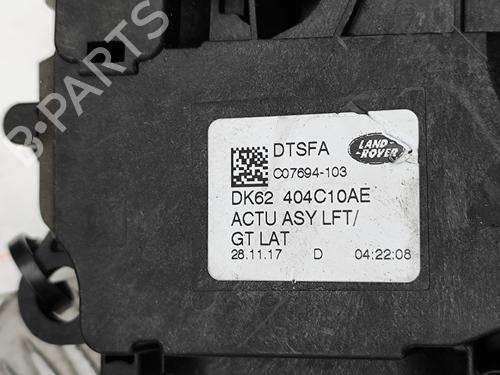 B-PARTS
DTSFA
LAND-
ROVER
C07694-103
DK62 404C10AE
ACTU ASY LFT/
GT LAT
28.11.17 D 04:22:08